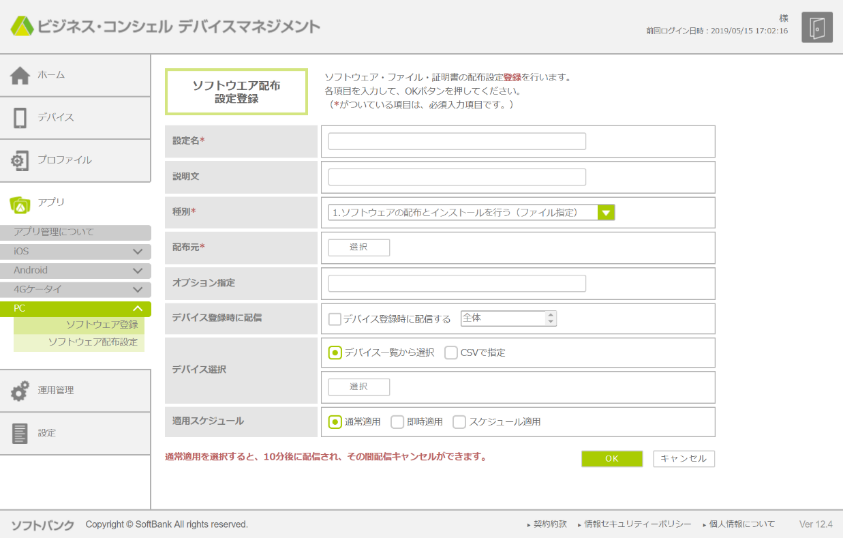 ビジネス・コンシェル デバイスマネジメント
様
前回ログイン日時：2019/05/15 17:02:16
ホーム
デバイス
プロファイル
アプリ
アプリ管理について
iOS
Android
4Gケータイ
PC
ソフトウエア登録
ソフトウエア配布設定
運用管理
設定
ソフトウエア配布
設定登録
ソフトウェア・ファイル・証明書の配布設定登録を行います。
各項目を入力して、OKボタンを押してください。
（*がついている項目は、必須入力項目です。）
設定名*
説明文
種別*
1.ソフトウェアの配布とインストールを行う（ファイル指定）
配布元*
選択
オプション指定
デバイス登録時に配信
デバイス登録時に配信する
全体
デバイス選択
デバイス一覧から選択
CSVで指定
選択
適用スケジュール
通常適用
即時適用
スケジュール適用
通常適用を選択すると、10分後に配信され、その間配信キャンセルができます。
OK
キャンセル
ソフトバンク
Copyright © SoftBank All rights reserved.
契約約款
情報セキュリティーポリシー
個人情報について
Ver 12.4